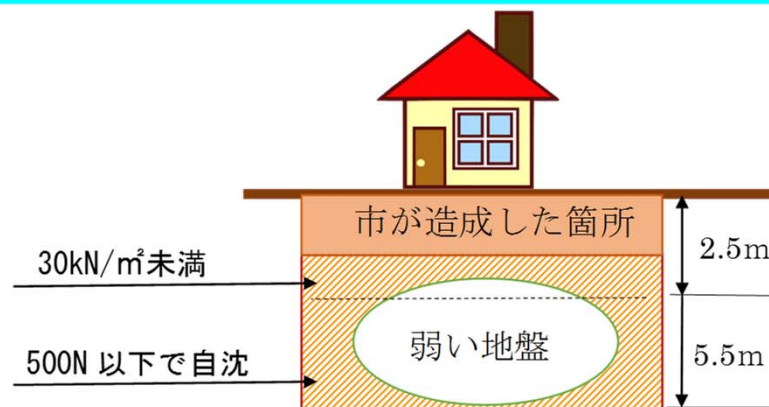 市が造成した箇所
2.5m
30kN/㎡未満
弱い地盤
5.5m
500N 以下で自沈